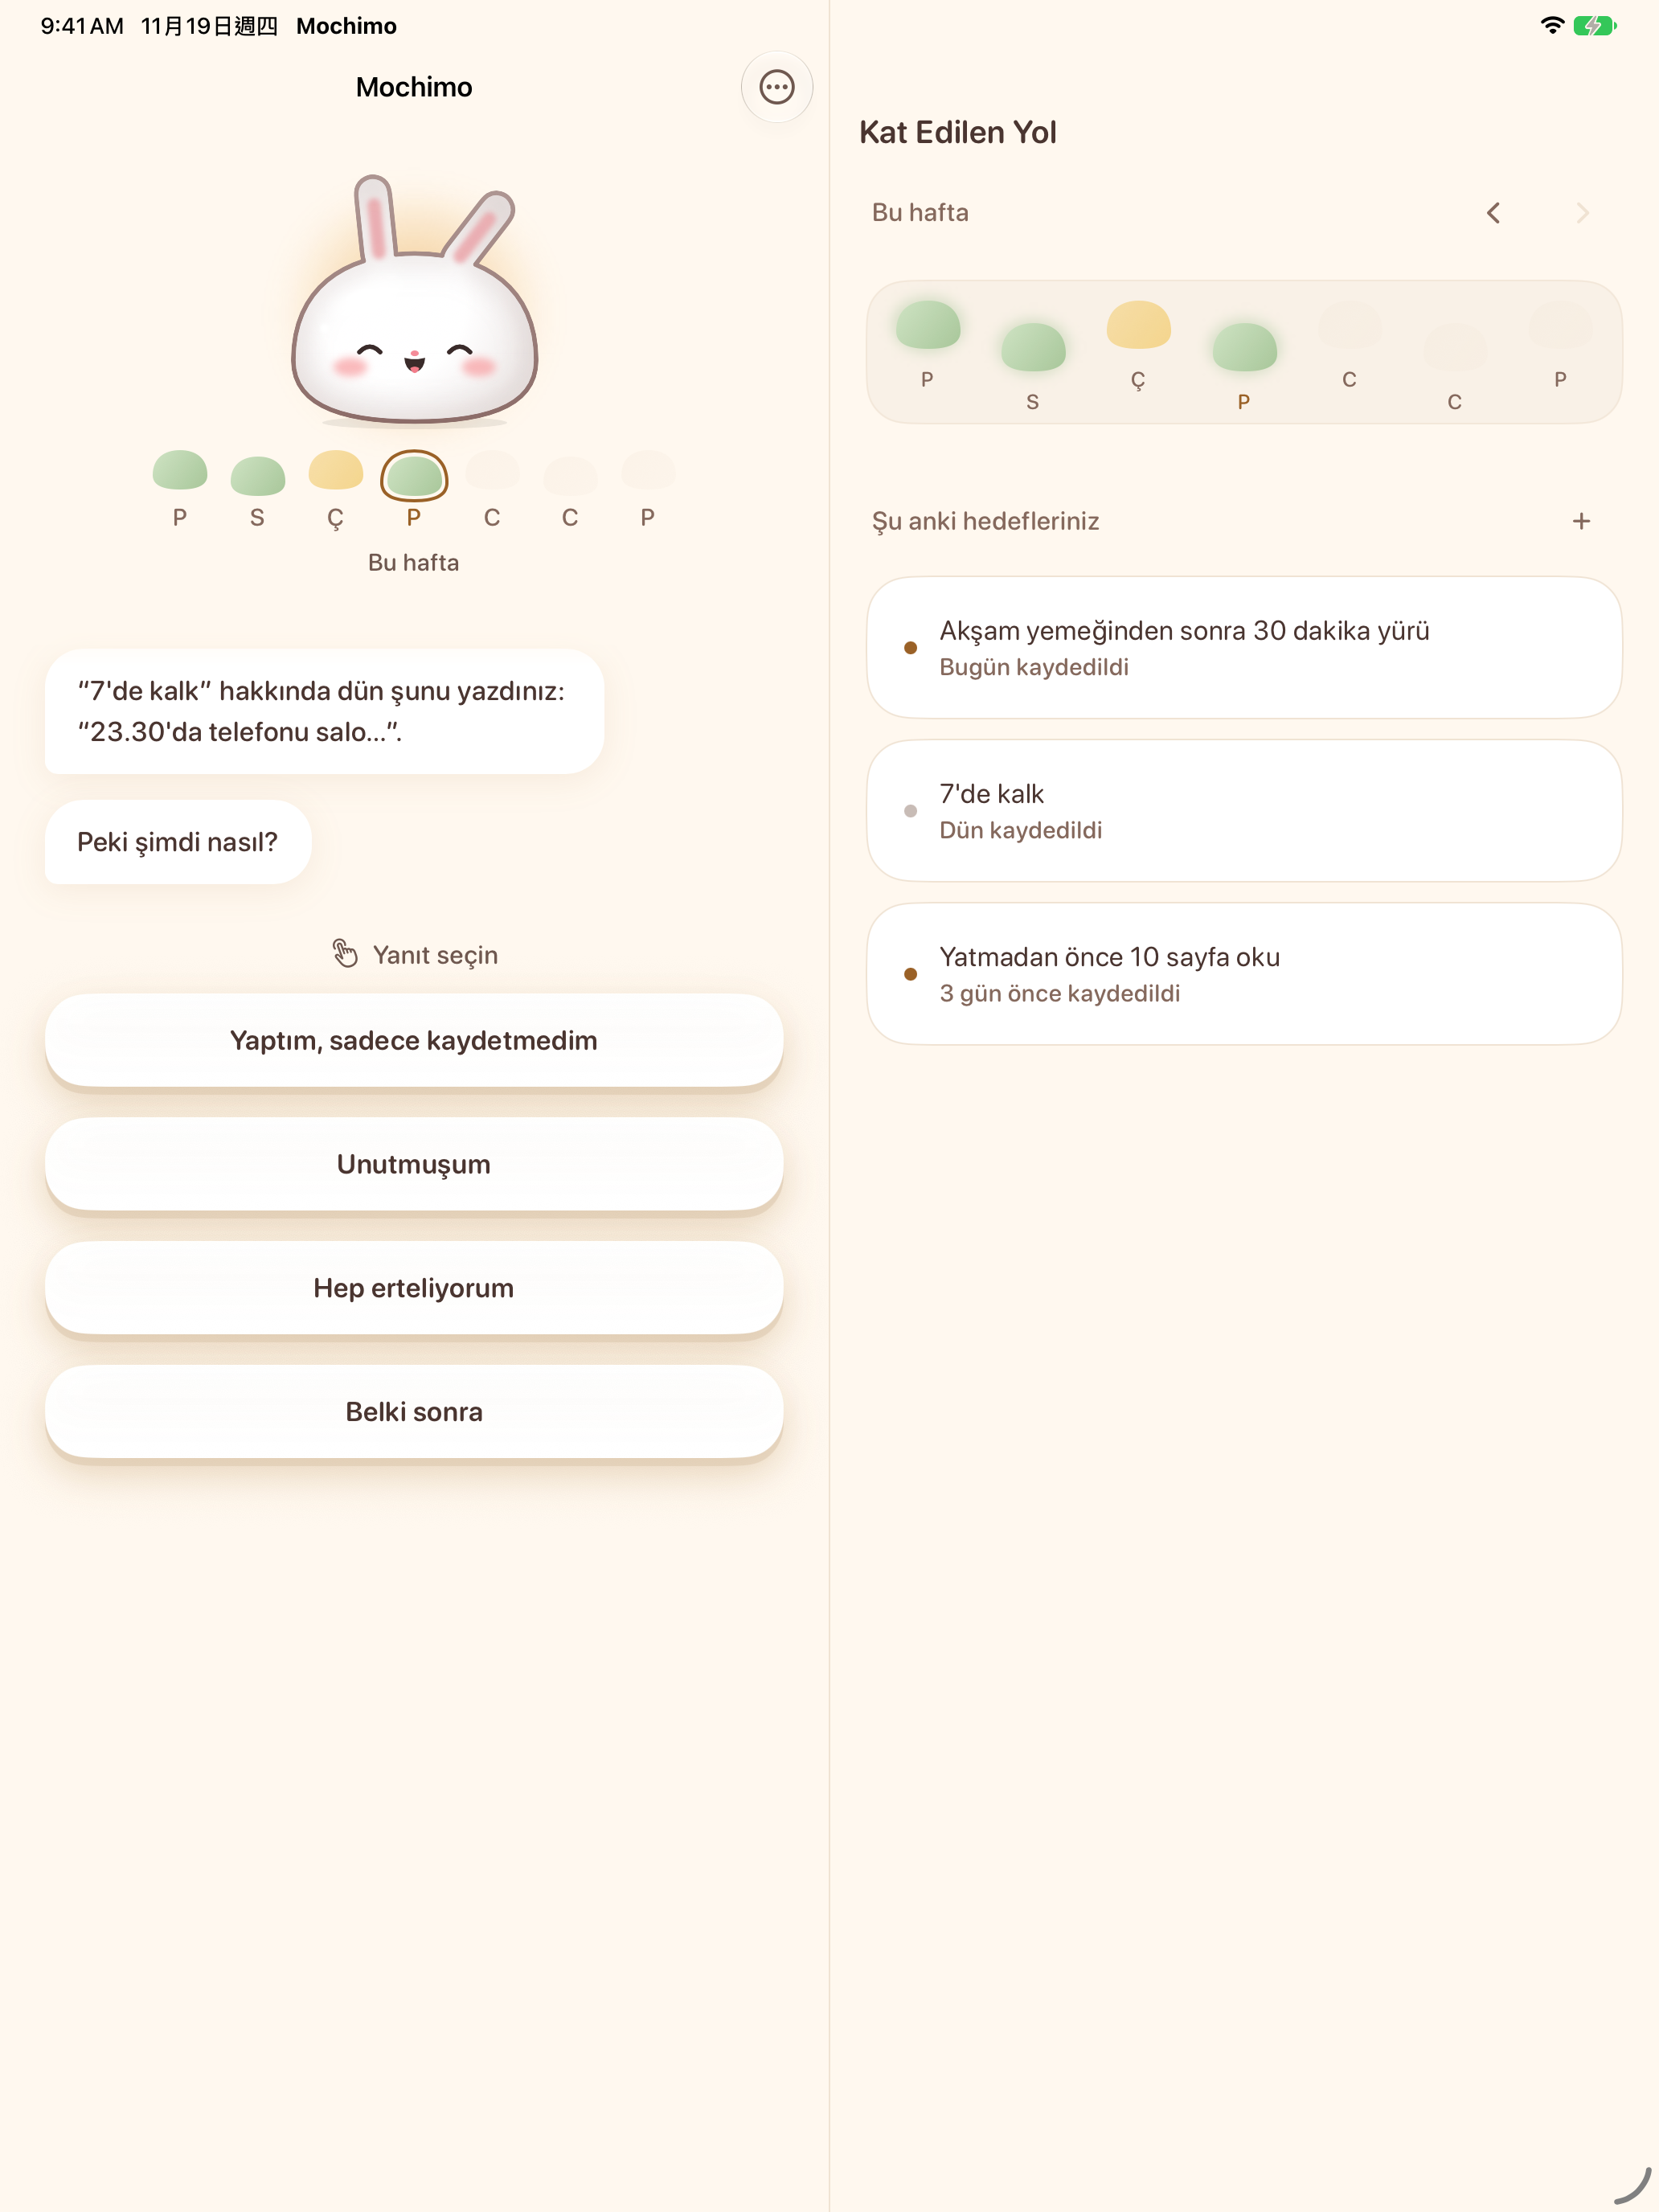 9:41 AM 11月19日週四 Mochimo
Mochimo
P S Ç P C C P
Bu hafta
“7'de kalk” hakkında dün şunu yazdınız:
“23.30'da telefonu salo...”.
Peki şimdi nasıl?
Yanıt seçin
Yaptım, sadece kaydetmedim
Unutmuşum
Hep erteliyorum
Belki sonra
Kat Edilen Yol
Bu hafta
P S Ç P C C P
Şu anki hedefleriniz
Akşam yemeğinden sonra 30 dakika yürü
Bugün kaydedildi
7'de kalk
Dün kaydedildi
Yatmadan önce 10 sayfa oku
3 gün önce kaydedildi